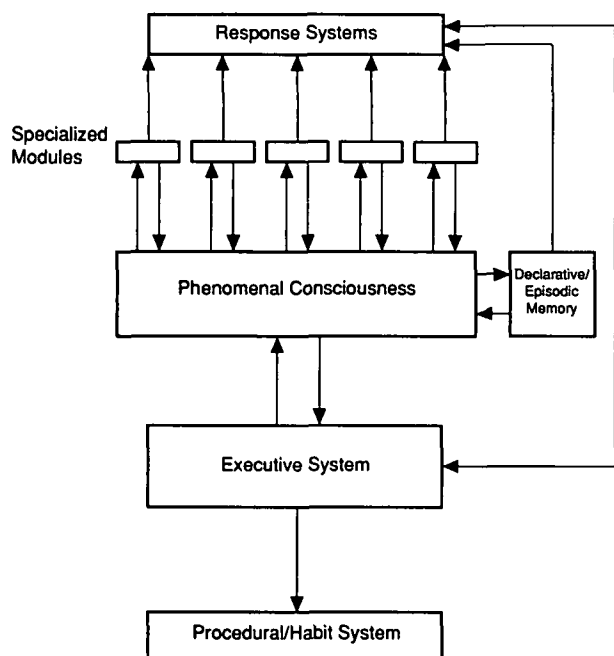 Response Systems
Specialized
Modules
Phenomenal Consciousness
Declarative/
Episodic
Memory
Executive System
Procedural/Habit System